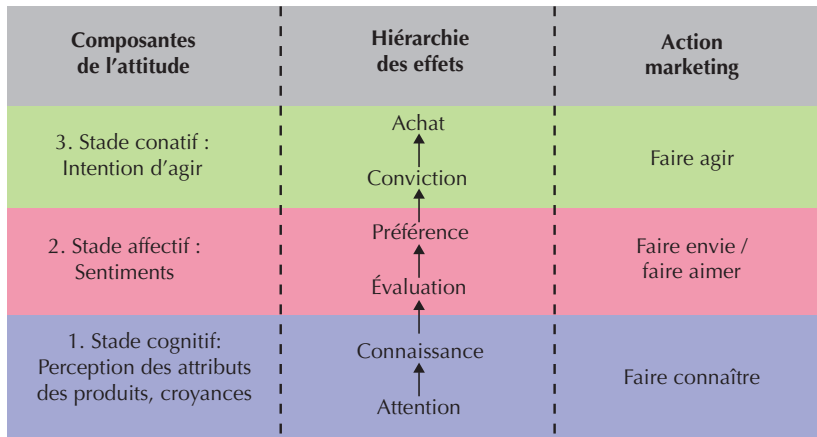 Composantes
de l'attitude
Hiérarchie
des effets
Action
marketing
3. Stade conatif :
Intention d'agir
Achat
Conviction
Faire agir
2. Stade affectif :
Sentiments
Préférence
Évaluation
Faire envie /
faire aimer
1. Stade cognitif:
Perception des attributs
des produits, croyances
Connaissance
Attention
Faire connaître